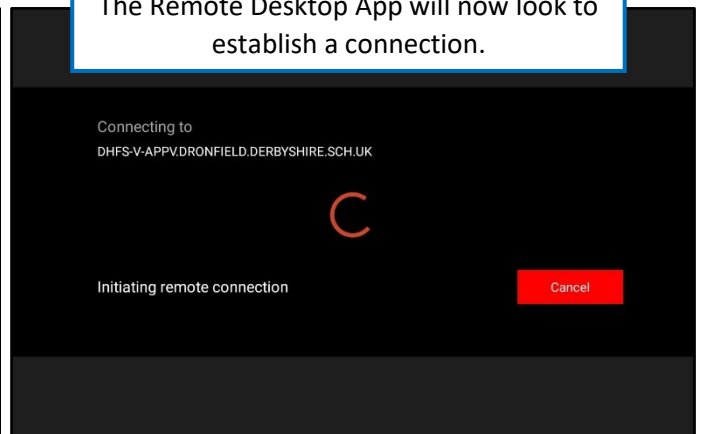 The Remote Desktop App will now look to
establish a connection.
Connecting to
DHFS-V-APPV.DRONFIELD.DERBYSHIRE.SCH.UK
Initiating remote connection
Cancel